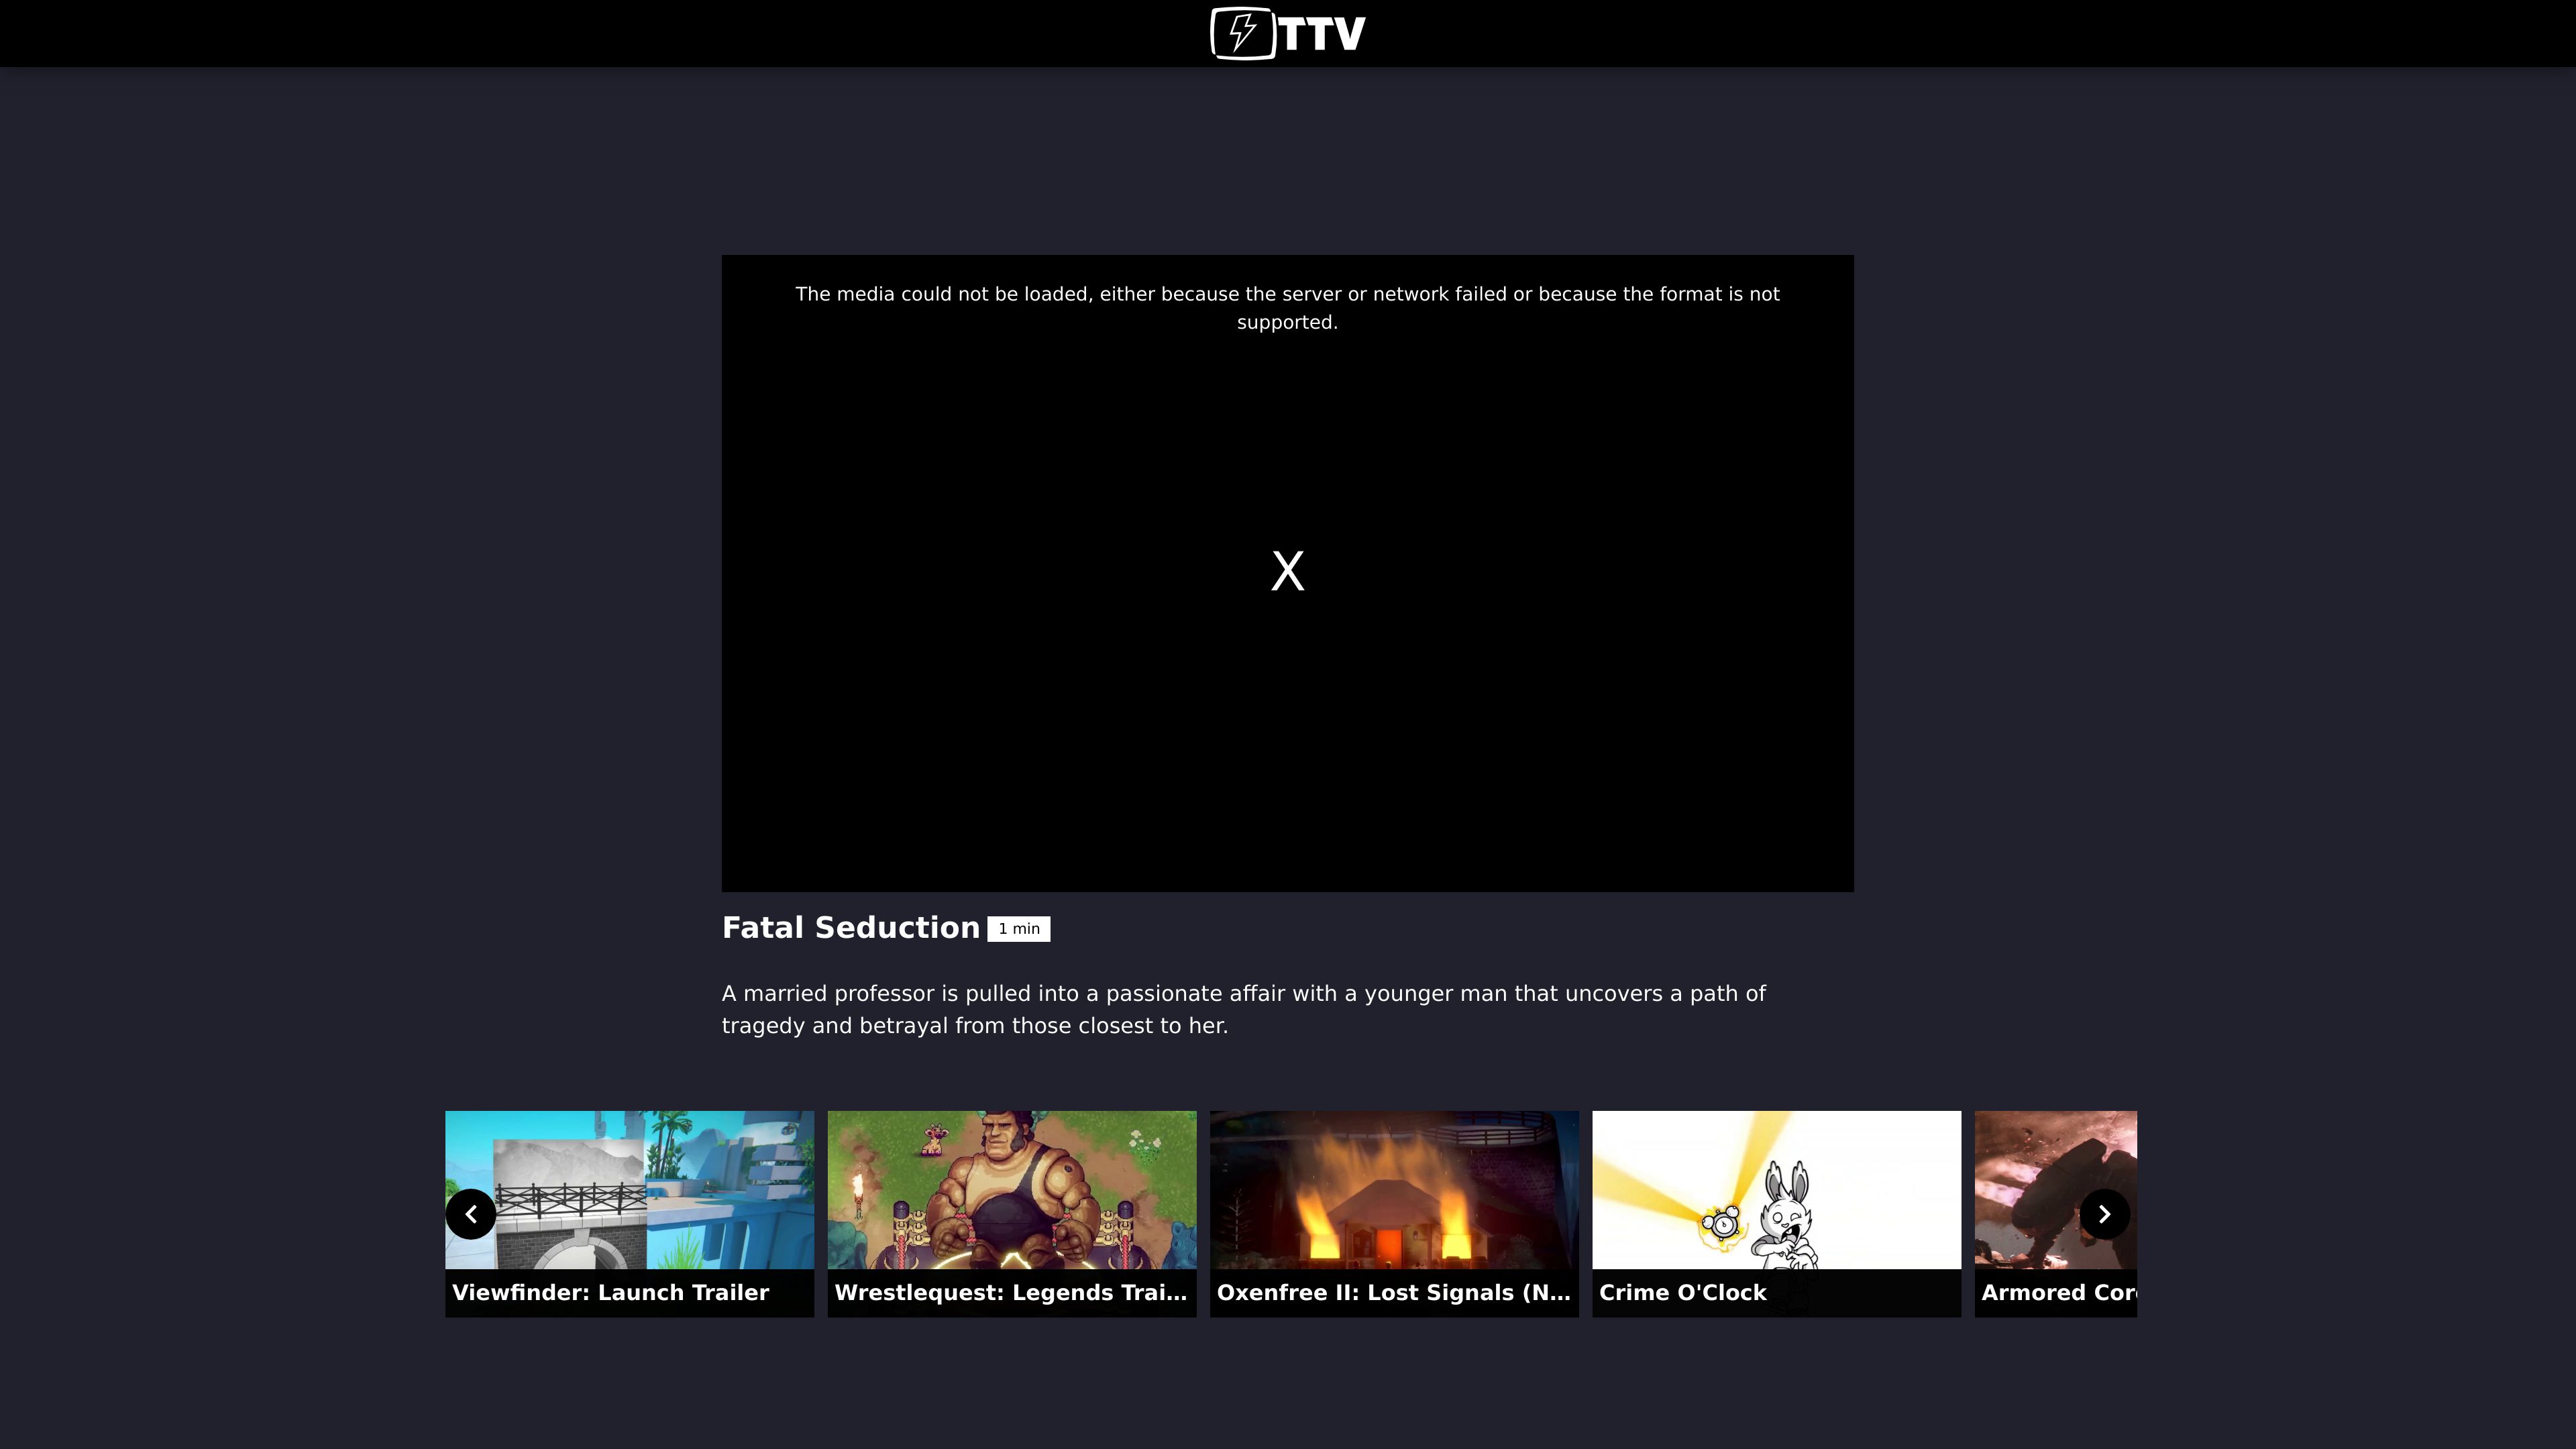 TTV
The media could not be loaded, either because the server or network failed or because the format is not
supported.
X
Fatal Seduction
1 min
A married professor is pulled into a passionate affair with a younger man that uncovers a path of
tragedy and betrayal from those closest to her.
Viewfinder: Launch Trailer
Wrestlequest: Legends Trai...
Oxenfree II: Lost Signals (N...
Crime O'Clock
Armored Cor